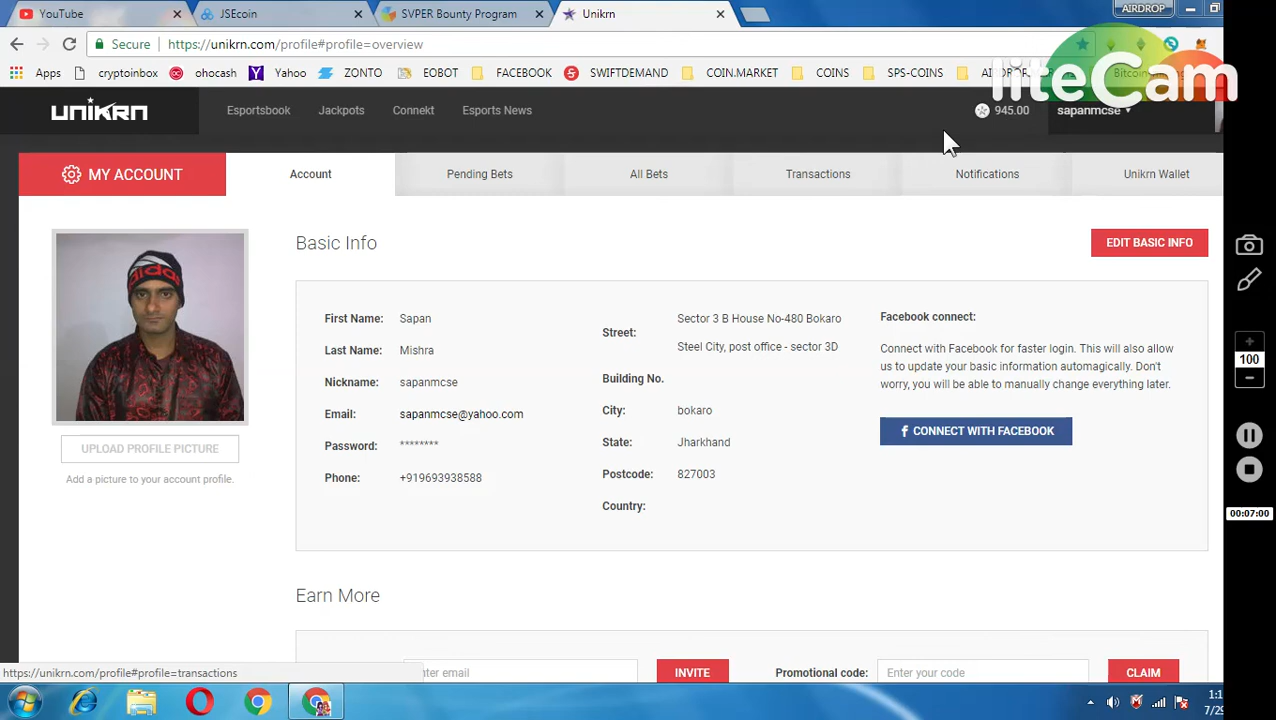 YouTube JSEcoin SVPER Bounty Program Unikrn AIRDROP
Secure https://unikrn.com/profile#profile=overview
Apps cryptoinbox ohocash Yahoo ZONTO EOBOT FACEBOOK SWIFTDEMAND COIN.MARKET COINS SPS-COINS
liteCam
UNIKRN Esportsbook Jackpots Connekt Esports News 945.00 sapanmcse
MY ACCOUNT Account Pending Bets All Bets Transactions Notifications Unikrn Wallet
Basic Info EDIT BASIC INFO
First Name: Sapan
Last Name: Mishra
Nickname: sapanmcse
Email: sapanmcse@yahoo.com
Password: ********
Phone: +919693938588
Street: Sector 3 B House No-480 Bokaro
Steel City, post office - sector 3D
Building No.
City: bokaro
State: Jharkhand
Postcode: 827003
Country:
Facebook connect:
Connect with Facebook for faster login. This will also allow
us to update your basic information automagically. Don't
worry, you will be able to manually change everything later.
f CONNECT WITH FACEBOOK
UPLOAD PROFILE PICTURE
Add a picture to your account profile.
100
00:07:00
Earn More
enter email INVITE Promotional code: Enter your code CLAIM
https://unikrn.com/profile#profile=transactions